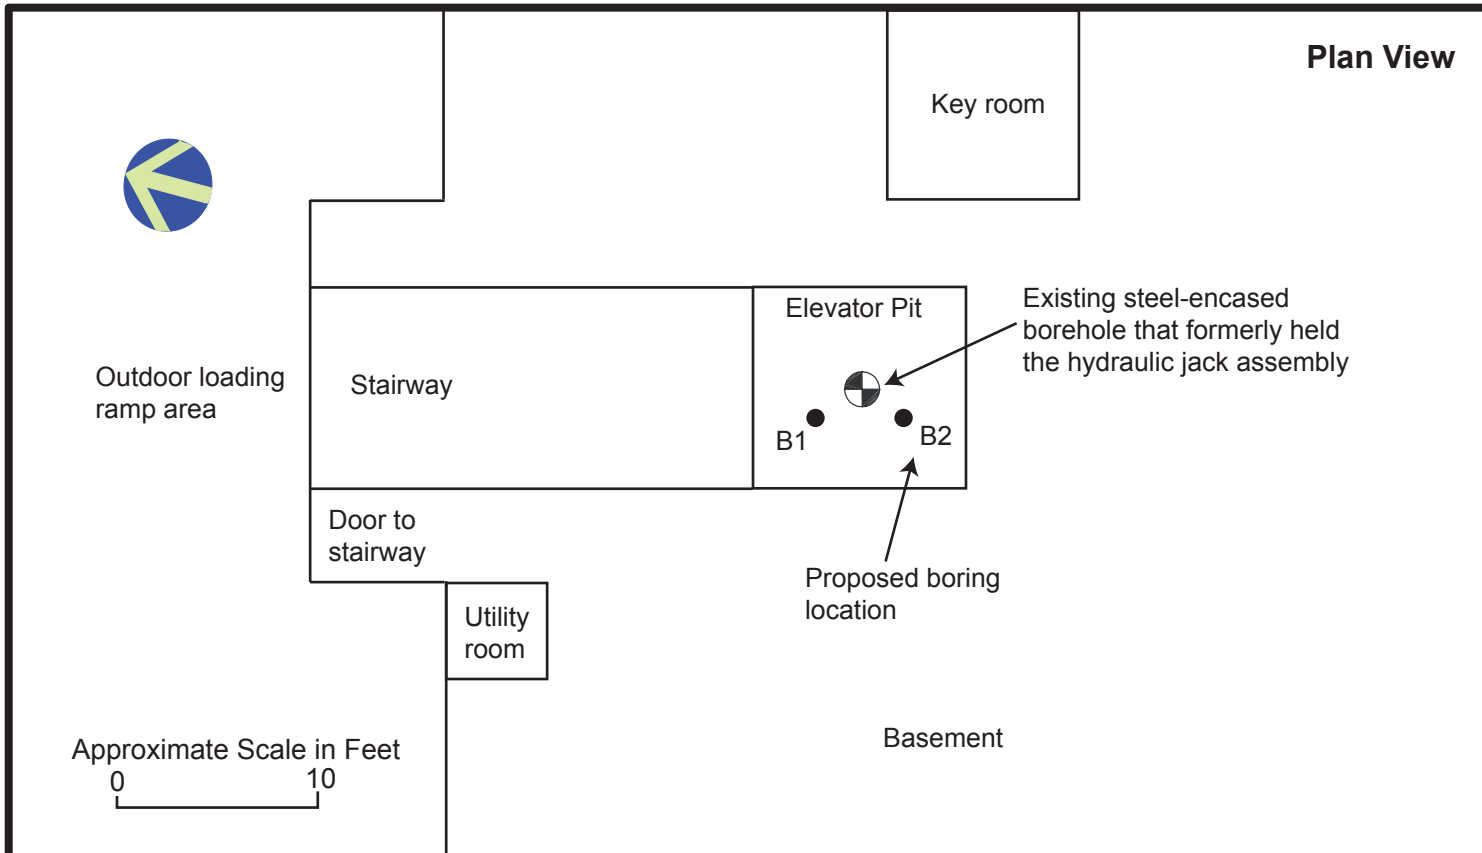 Plan View
Key room
Elevator Pit
Existing steel-encased
borehole that formerly held
the hydraulic jack assembly
Outdoor loading
ramp area
Stairway
B1
B2
Door to
stairway
Proposed boring
location
Utility
room
Basement
Approximate Scale in Feet
0
10